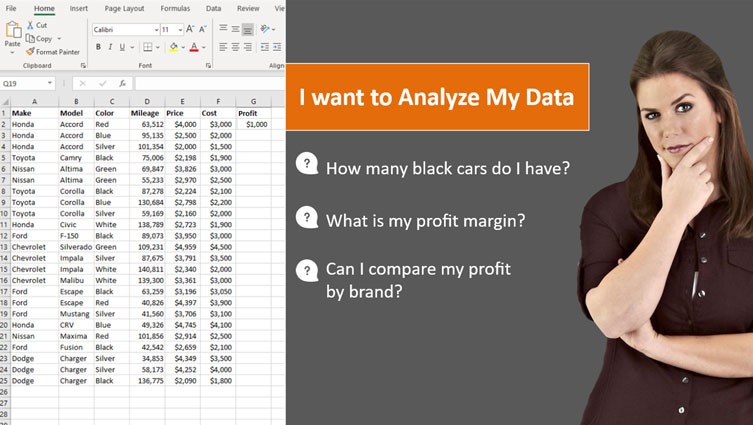 File Home Insert Page Layout Formulas Data Review Vie
Cut
Copy
Paste
Format Painter
Calibri 11 A A
B I U A
Clipboard Font Align
Q19 fx
A B C D E F G
1 Make Model Color Mileage Price Cost Profit
2 Honda Accord Red 63,512 $4,000 $3,000 $1,000
3 Honda Accord Blue 95,135 $2,500 $2,000
4 Honda Accord Silver 101,354 $2,000 $1,500
5 Toyota Camry Black 75,006 $2,198 $1,900
6 Nissan Altima Green 69,847 $3,826 $3,000
7 Nissan Altima Green 55,233 $2,970 $2,500
8 Toyota Corolla Black 87,278 $2,224 $2,100
9 Toyota Corolla Blue 130,684 $2,798 $2,200
10 Toyota Corolla Silver 59,169 $2,160 $2,000
11 Honda Civic White 138,789 $2,723 $1,900
12 Ford F-150 Black 89,073 $3,950 $3,000
13 Chevrolet Silverado Green 109,231 $4,959 $4,500
14 Chevrolet Impala Silver 87,675 $3,791 $3,500
15 Chevrolet Impala White 140,811 $2,340 $2,000
16 Chevrolet Malibu White 139,300 $3,361 $3,000
17 Ford Escape Black 63,259 $3,196 $3,050
18 Ford Escape Red 40,826 $4,397 $3,900
19 Ford Mustang Silver 41,560 $3,706 $3,100
20 Honda CRV Blue 49,326 $4,745 $4,100
21 Nissan Maxima Red 101,856 $2,914 $2,500
22 Ford Fusion Black 42,542 $2,659 $2,100
23 Dodge Charger Silver 34,853 $4,349 $3,500
24 Dodge Charger Silver 58,173 $4,252 $4,000
25 Dodge Charger Black 136,775 $2,090 $1,800
26
27
28
29
I want to Analyze My Data
? How many black cars do I have?
? What is my profit margin?
? Can I compare my profit
by brand?